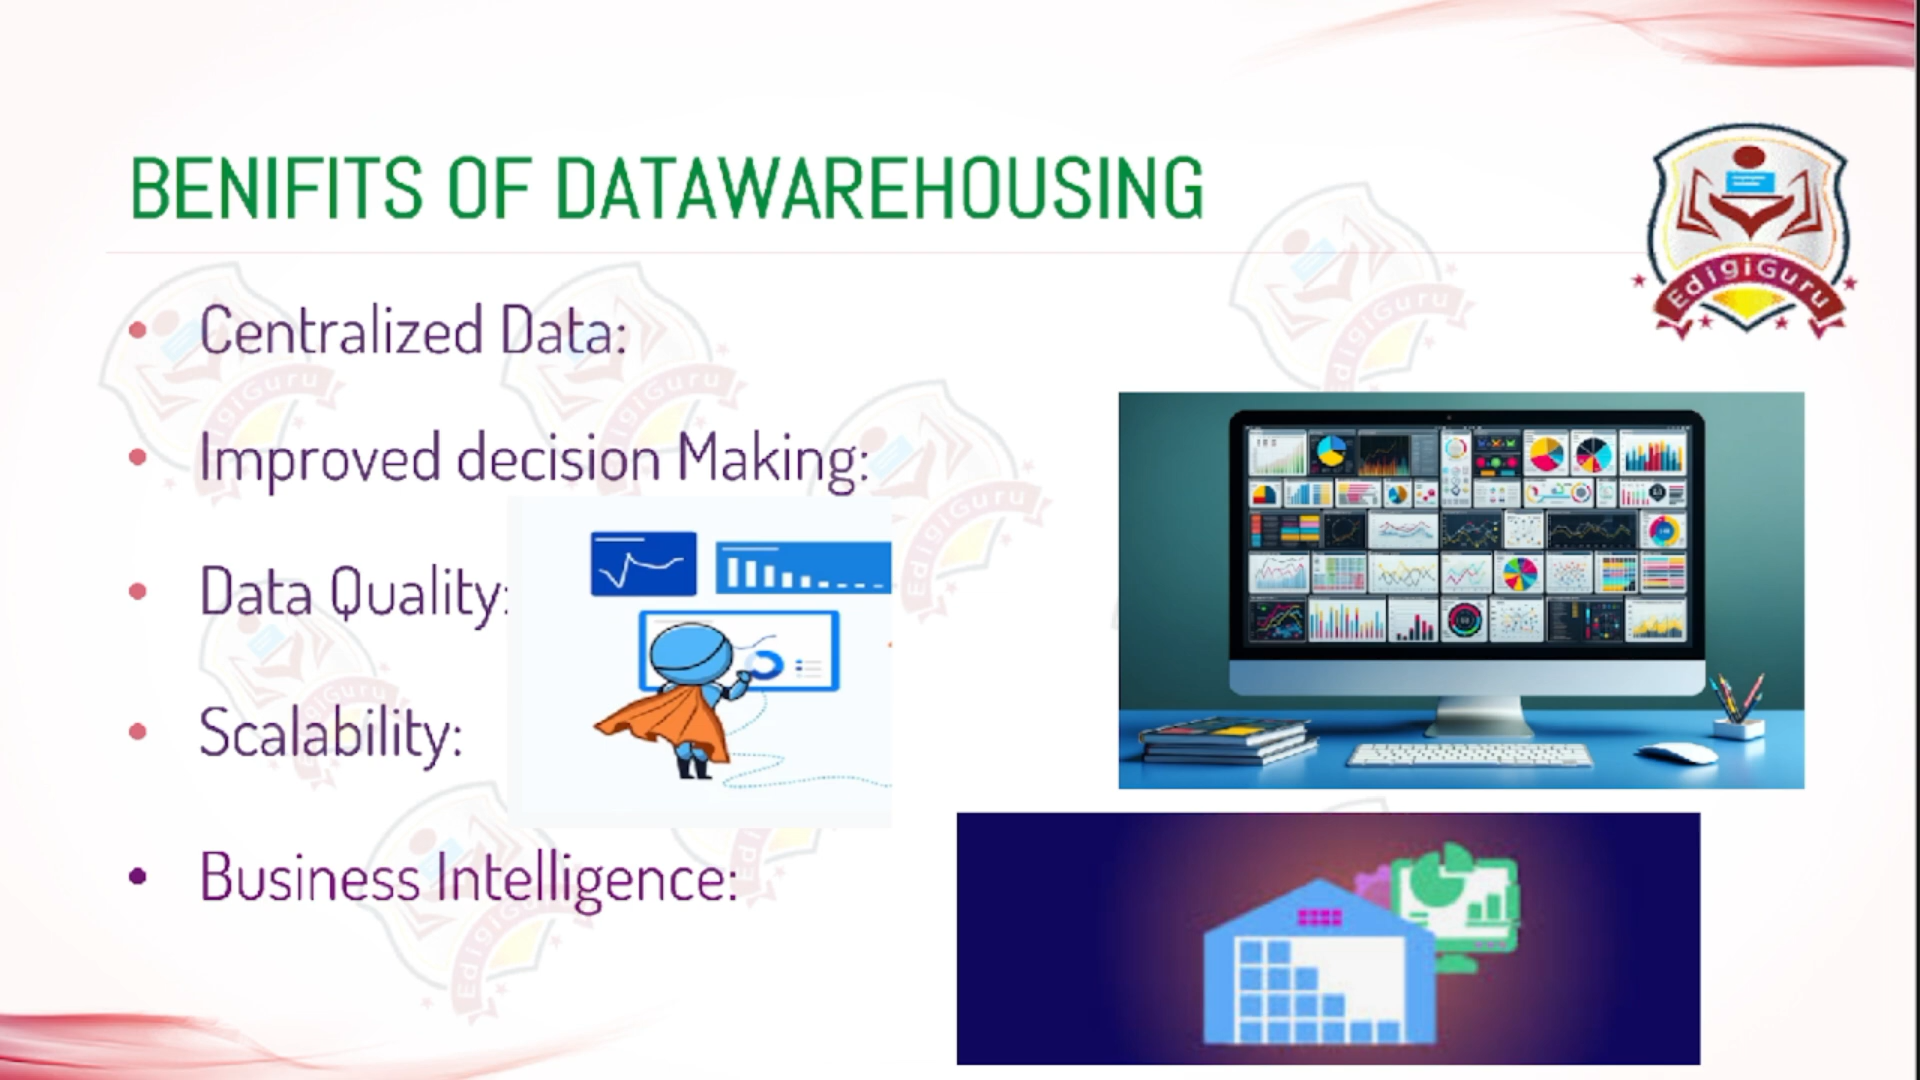 BENIFITS OF DATAWAREHOUSING
EdigiGuru
• Centralized Data:
• Improved decision Making:
• Data Quality:
• Scalability:
• Business Intelligence: